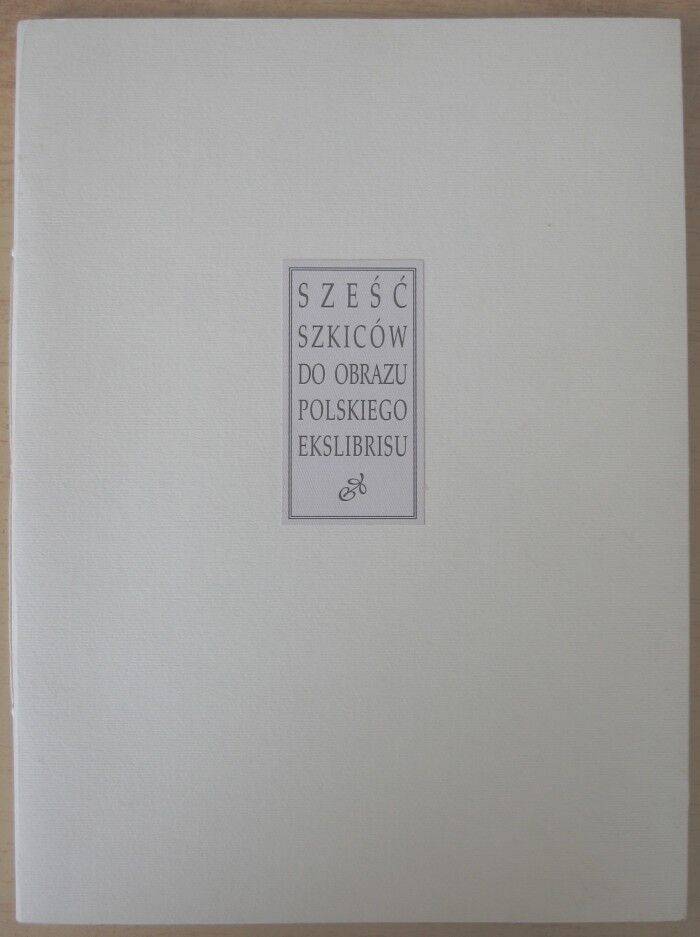 SZEŚĆ
SZKICÓW
DO OBRAZU
POLSKIEGO
EKSLIBRISU